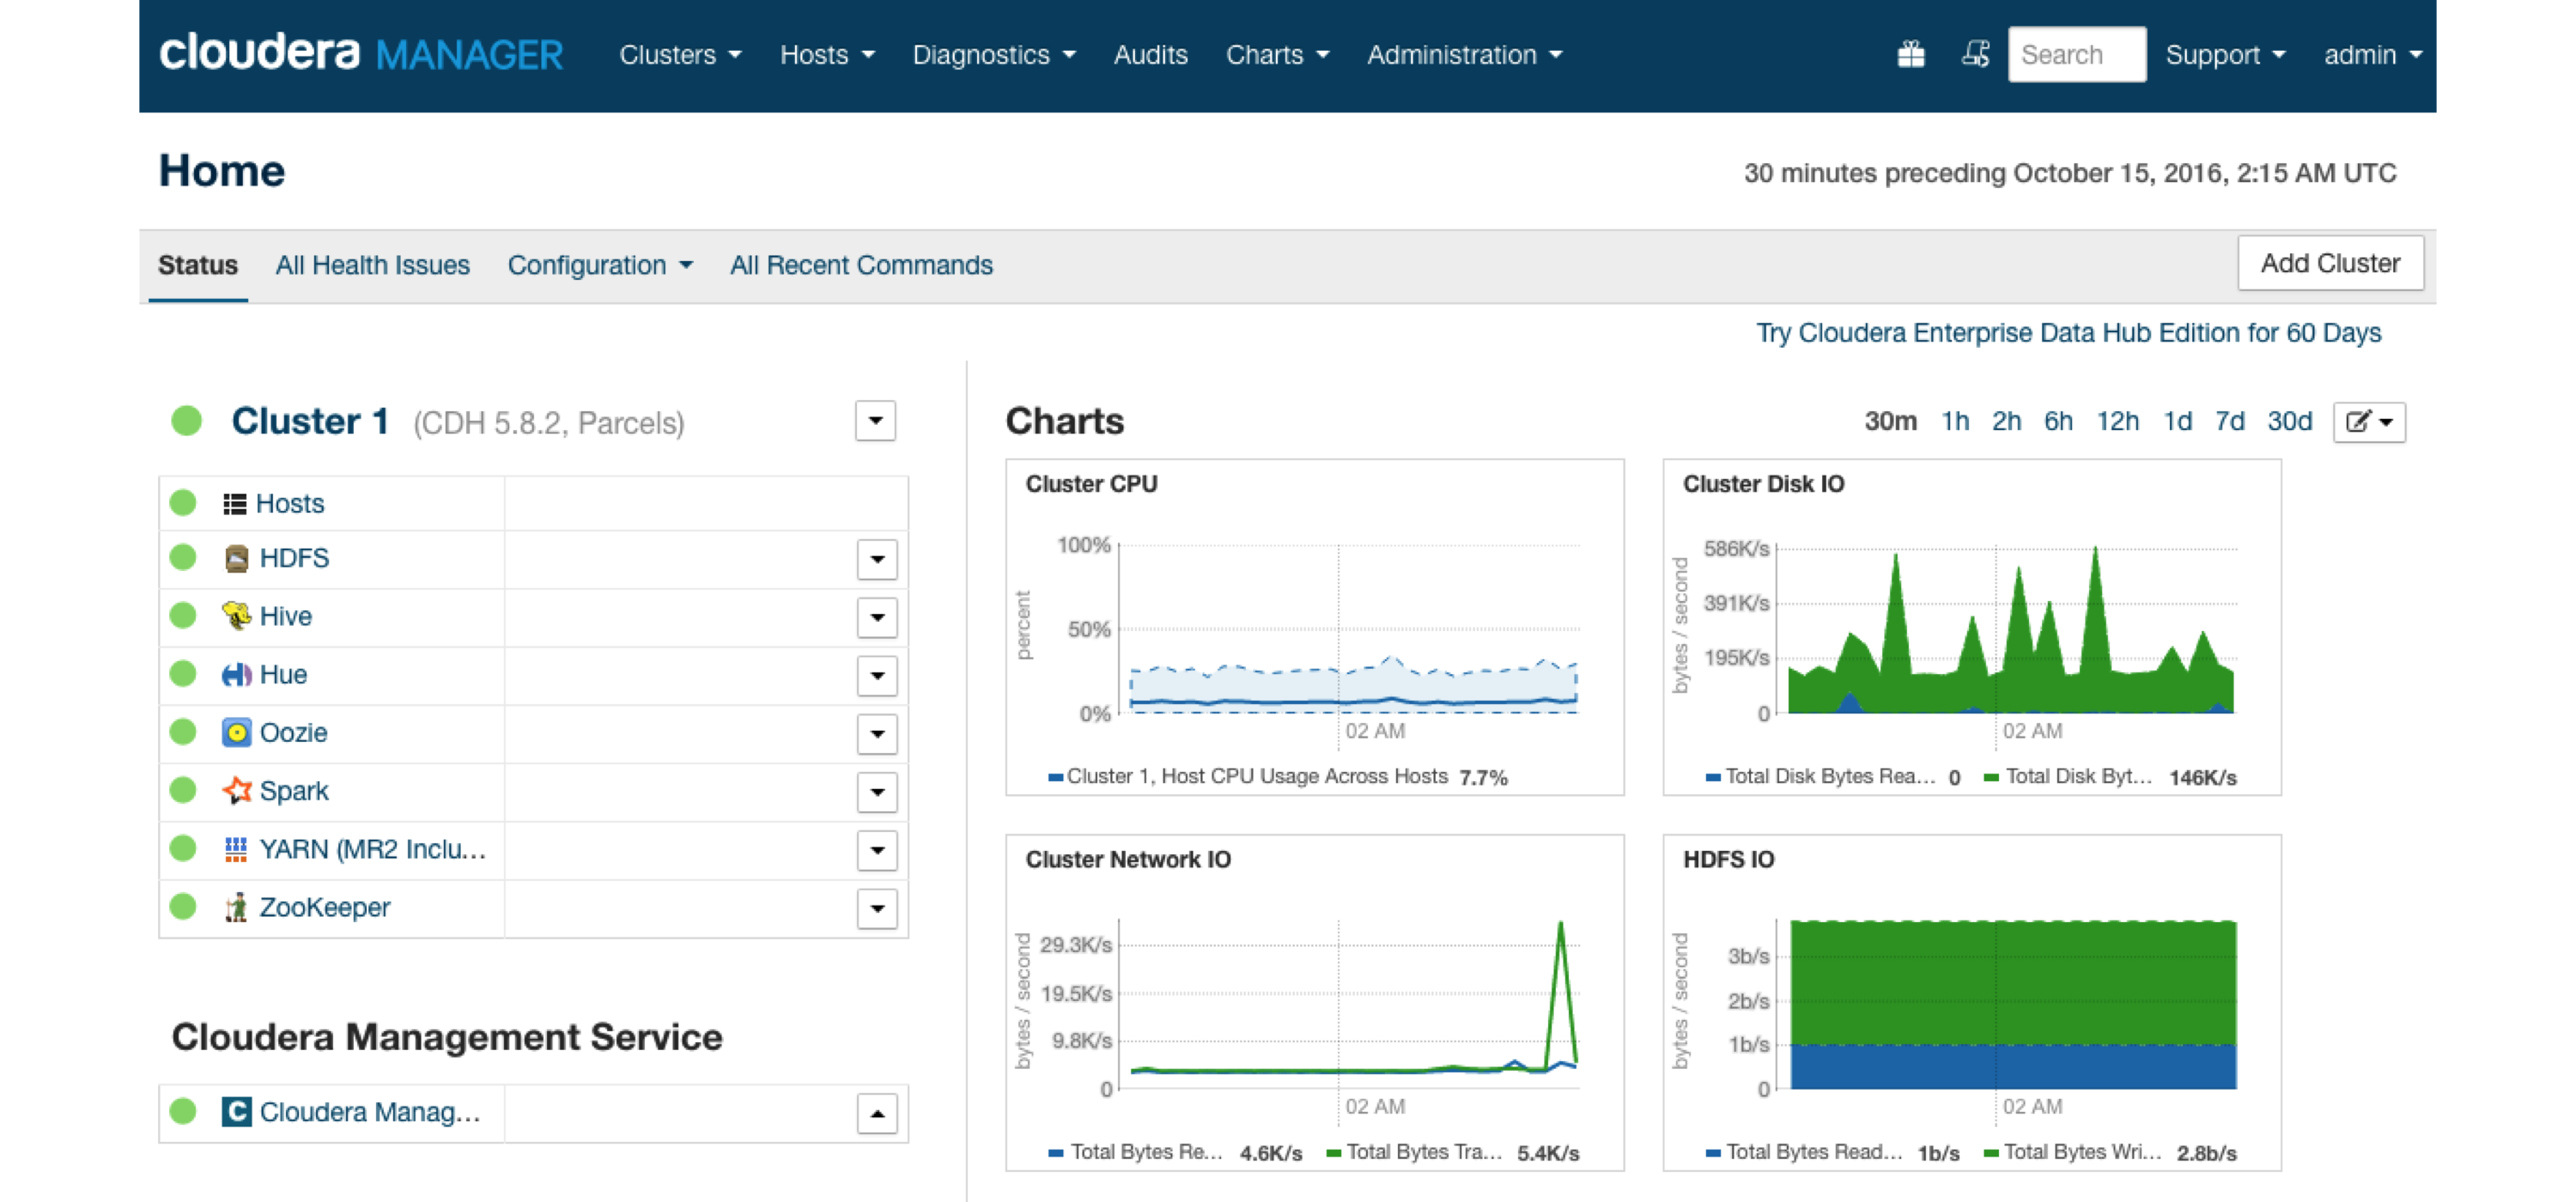 cloudera MANAGER Clusters Hosts Diagnostics Audits Charts Administration Search Support admin
Home
30 minutes preceding October 15, 2016, 2:15 AM UTC
Status All Health Issues Configuration All Recent Commands Add Cluster
Try Cloudera Enterprise Data Hub Edition for 60 Days
Cluster 1 (CDH 5.8.2, Parcels)
Hosts
HDFS
Hive
Hue
Oozie
Spark
YARN (MR2 Inclu...
ZooKeeper
Cloudera Management Service
C Cloudera Manag...
Charts
30m 1h 2h 6h 12h 1d 7d 30d
Cluster CPU
percent
100%
50%
0%
02 AM
Cluster 1, Host CPU Usage Across Hosts 7.7%
Cluster Disk IO
bytes / second
586K/s
391K/s
195K/s
0
02 AM
Total Disk Bytes Rea... 0 Total Disk Byt... 146K/s
Cluster Network IO
bytes / second
29.3K/s
19.5K/s
9.8K/s
0
02 AM
Total Bytes Re... 4.6K/s Total Bytes Tra... 5.4K/s
HDFS IO
bytes / second
3b/s
2b/s
1b/s
0
02 AM
Total Bytes Read... 1b/s Total Bytes Wri... 2.8b/s